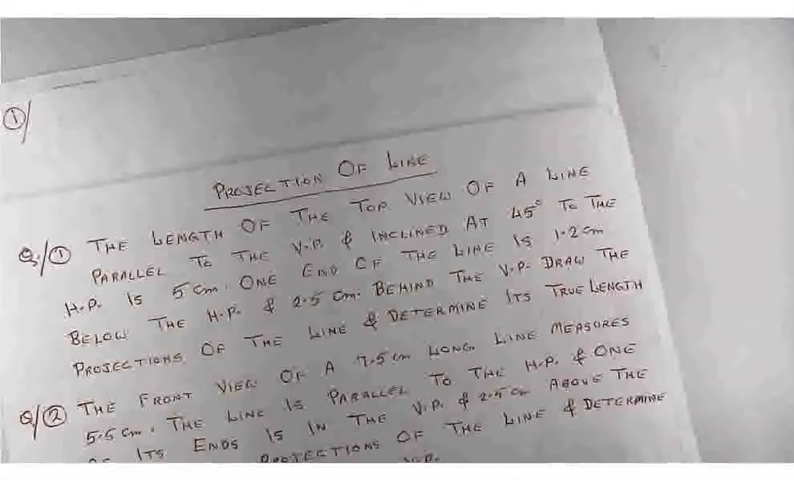 ①/
PROJECTION OF LINE
Q/① THE LENGTH OF THE TOP VIEW OF A LINE
PARALLEL TO THE V.P. & INCLINED AT 45° TO THE
H.P. IS 5 cm. ONE END OF THE LINE IS 1.2 cm
BELOW THE H.P. & 2.5 cm. BEHIND THE V.P. DRAW THE
PROJECTIONS OF THE LINE & DETERMINE ITS TRUE LENGTH
Q/② THE FRONT VIEW OF A 7.5 cm LONG LINE MEASURES
5.5 cm. THE LINE IS PARALLEL TO THE H.P. & ONE
OF ITS ENDS IS IN THE V.P. & 2.5 cm ABOVE THE
PROJECTIONS OF THE LINE & DETERMINE